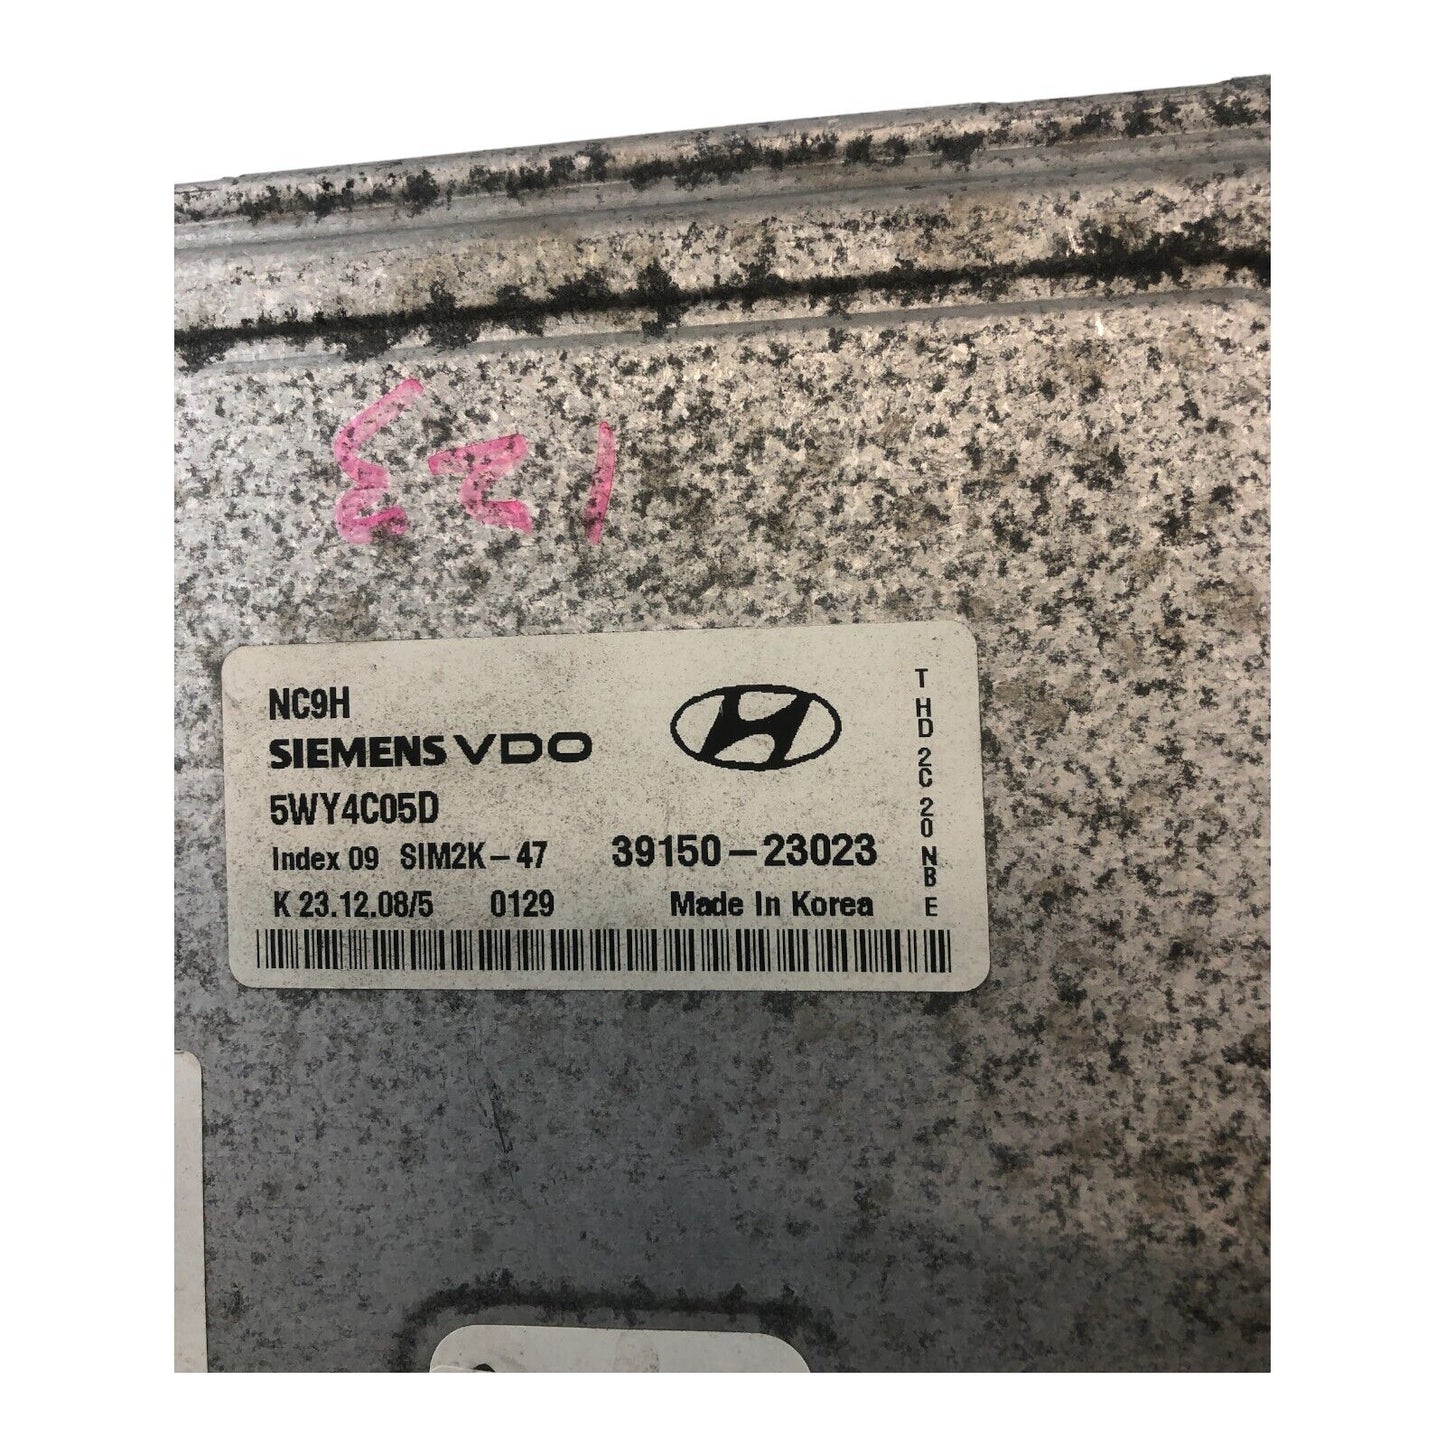 123
NC9H
SIEMENS VDO
5WY4C05D
Index 09 SIM2K-47
39150-23023
K 23.12.08/5 0129 Made In Korea
T HD 2C 20 NB E